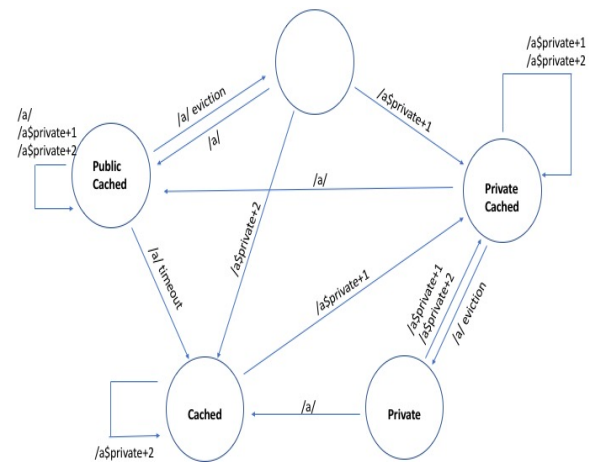 /a$private+1
/a$private+2
/a/ eviction
/a/
/a$private+1
/a/
/a$private+1
/a$private+2
Public
Cached
/a/
Private
Cached
/a$private+2
/a/ timeout
/a$private+1
/a$private+1
/a$private+2
/a/ eviction
Cached
/a/
Private
/a$private+2